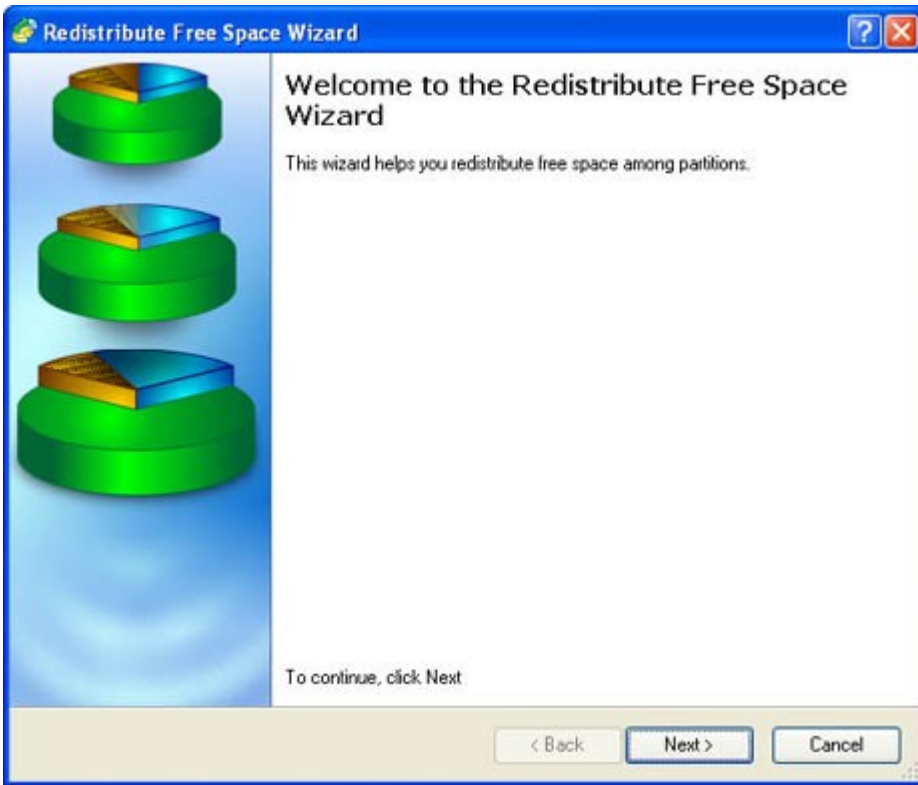 Redistribute Free Space Wizard
Welcome to the Redistribute Free Space
Wizard
This wizard helps you redistribute free space among partitions.
To continue, click Next
< Back
Next >
Cancel